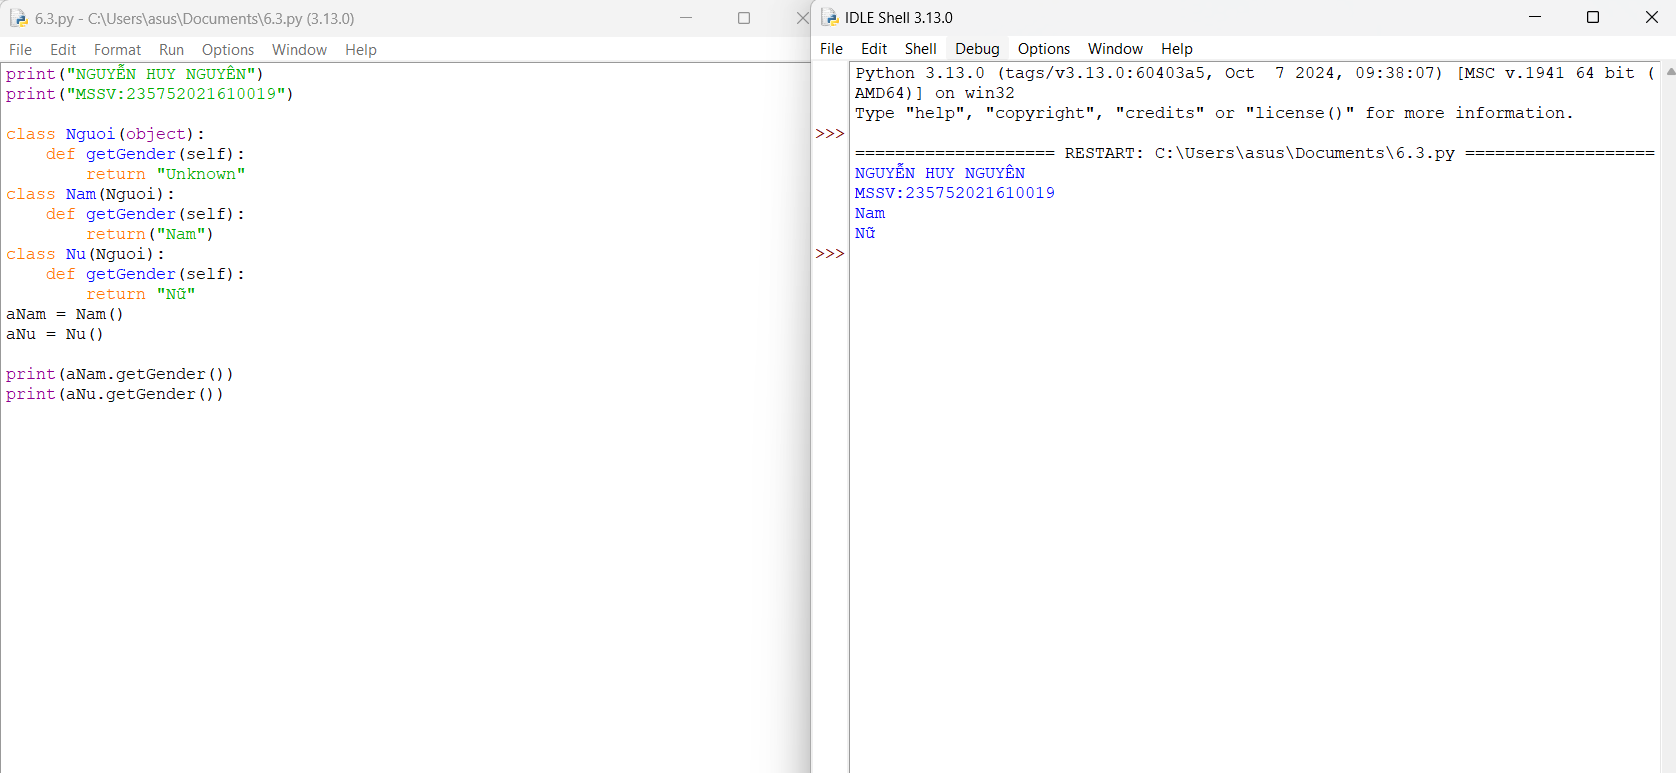 6.3.py - C:\Users\asus\Documents\6.3.py (3.13.0)
File Edit Format Run Options Window Help
print("NGUYỄN HUY NGUYÊN")
print("MSSV:235752021610019")
class Nguoi(object):
    def getGender(self):
        return "Unknown"
class Nam(Nguoi):
    def getGender(self):
        return("Nam")
class Nu(Nguoi):
    def getGender(self):
        return "Nữ"
aNam = Nam()
aNu = Nu()
print(aNam.getGender())
print(aNu.getGender())
IDLE Shell 3.13.0
File Edit Shell Debug Options Window Help
Python 3.13.0 (tags/v3.13.0:60403a5, Oct  7 2024, 09:38:07) [MSC v.1941 64 bit (
AMD64)] on win32
Type "help", "copyright", "credits" or "license()" for more information.
>>>
==================== RESTART: C:\Users\asus\Documents\6.3.py ===================
NGUYỄN HUY NGUYÊN
MSSV:235752021610019
Nam
Nữ
>>>